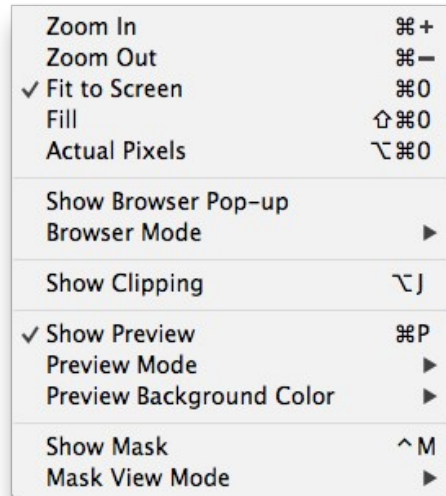 Zoom In ⌘+
Zoom Out ⌘−
✓ Fit to Screen ⌘0
Fill ⇧⌘0
Actual Pixels ⌥⌘0
Show Browser Pop-up
Browser Mode ▶
Show Clipping ⌥J
✓ Show Preview ⌘P
Preview Mode ▶
Preview Background Color ▶
Show Mask ^M
Mask View Mode ▶